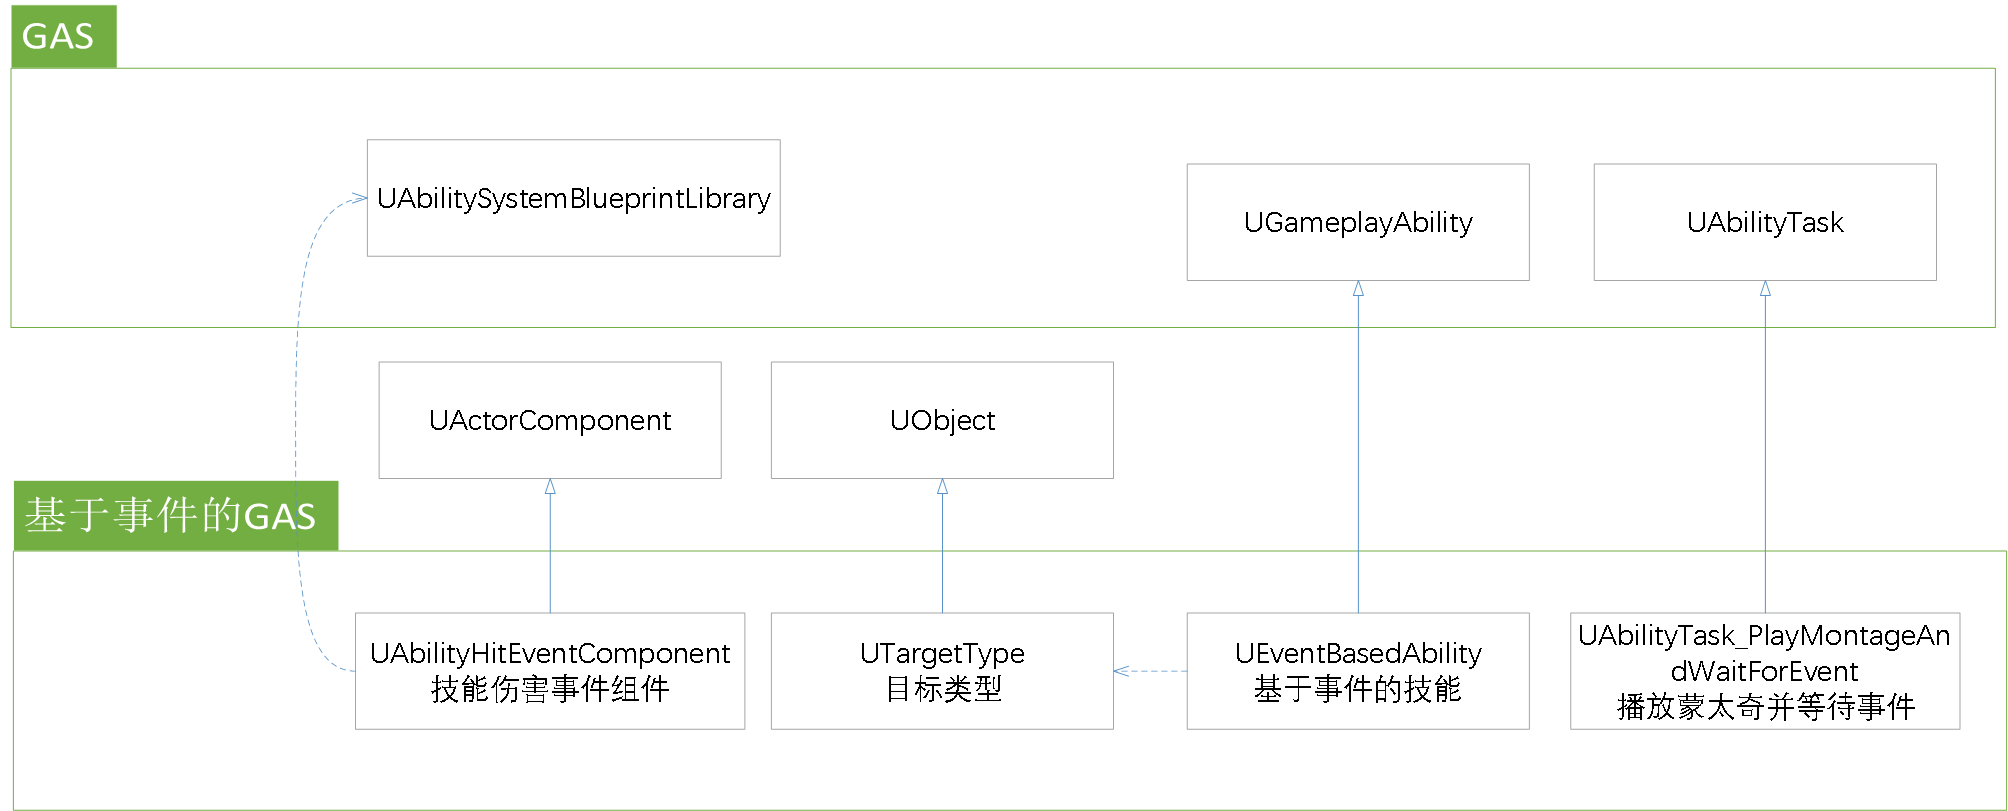 GAS
UAbilitySystemBlueprintLibrary
UGameplayAbility
UAbilityTask
UActorComponent
UObject
基于事件的GAS
UAbilityHitEventComponent
技能伤害事件组件
UTargetType
目标类型
UEventBasedAbility
基于事件的技能
UAbilityTask_PlayMontageAn
dWaitForEvent
播放蒙太奇并等待事件